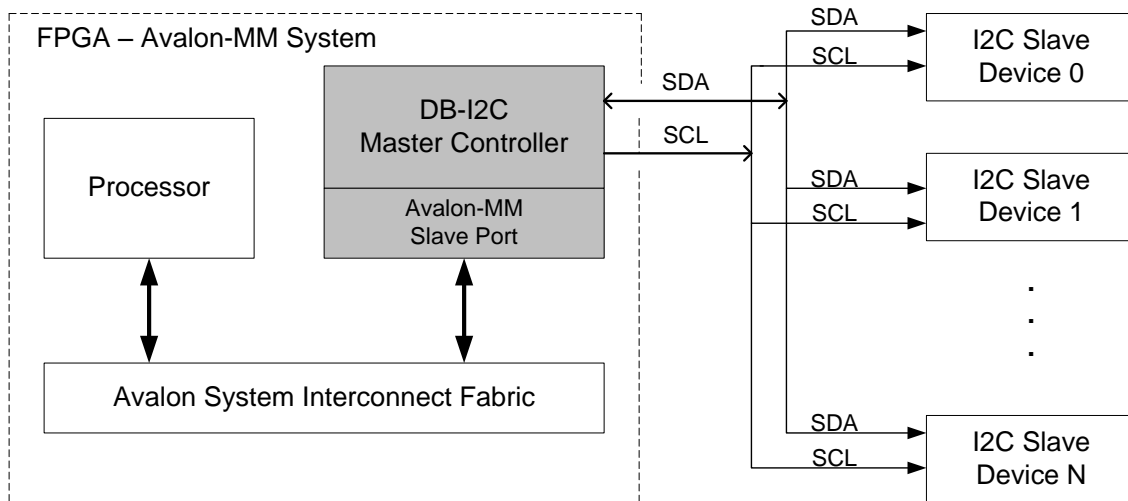 FPGA – Avalon-MM System
DB-I2C
Master Controller
Avalon-MM
Slave Port
Processor
Avalon System Interconnect Fabric
SDA
SCL
SDA
SCL
I2C Slave
Device 0
SDA
SCL
I2C Slave
Device 1
.
.
.
SDA
SCL
I2C Slave
Device N